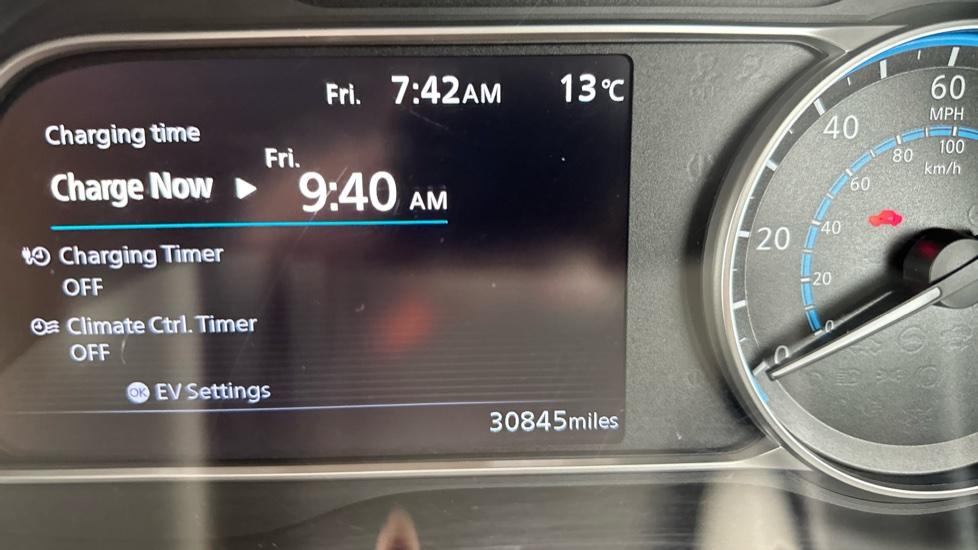 Fri. 7:42AM 13°C
Charging time
Fri.
Charge Now ▶ 9:40 AM
Charging Timer
OFF
Climate Ctrl. Timer
OFF
OK EV Settings
30845miles
60
MPH
40
100
80
km/h
60
40
20
20
0
0